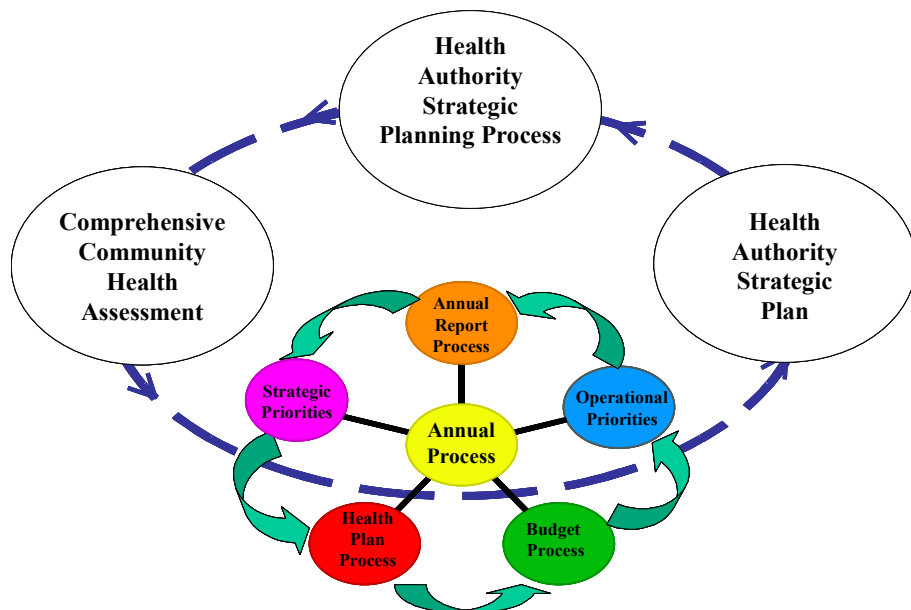 Health
Authority
Strategic
Planning Process
Comprehensive
Community
Health
Assessment
Health
Authority
Strategic
Plan
Annual
Report
Process
Strategic
Priorities
Operational
Priorities
Annual
Process
Health
Plan
Process
Budget
Process